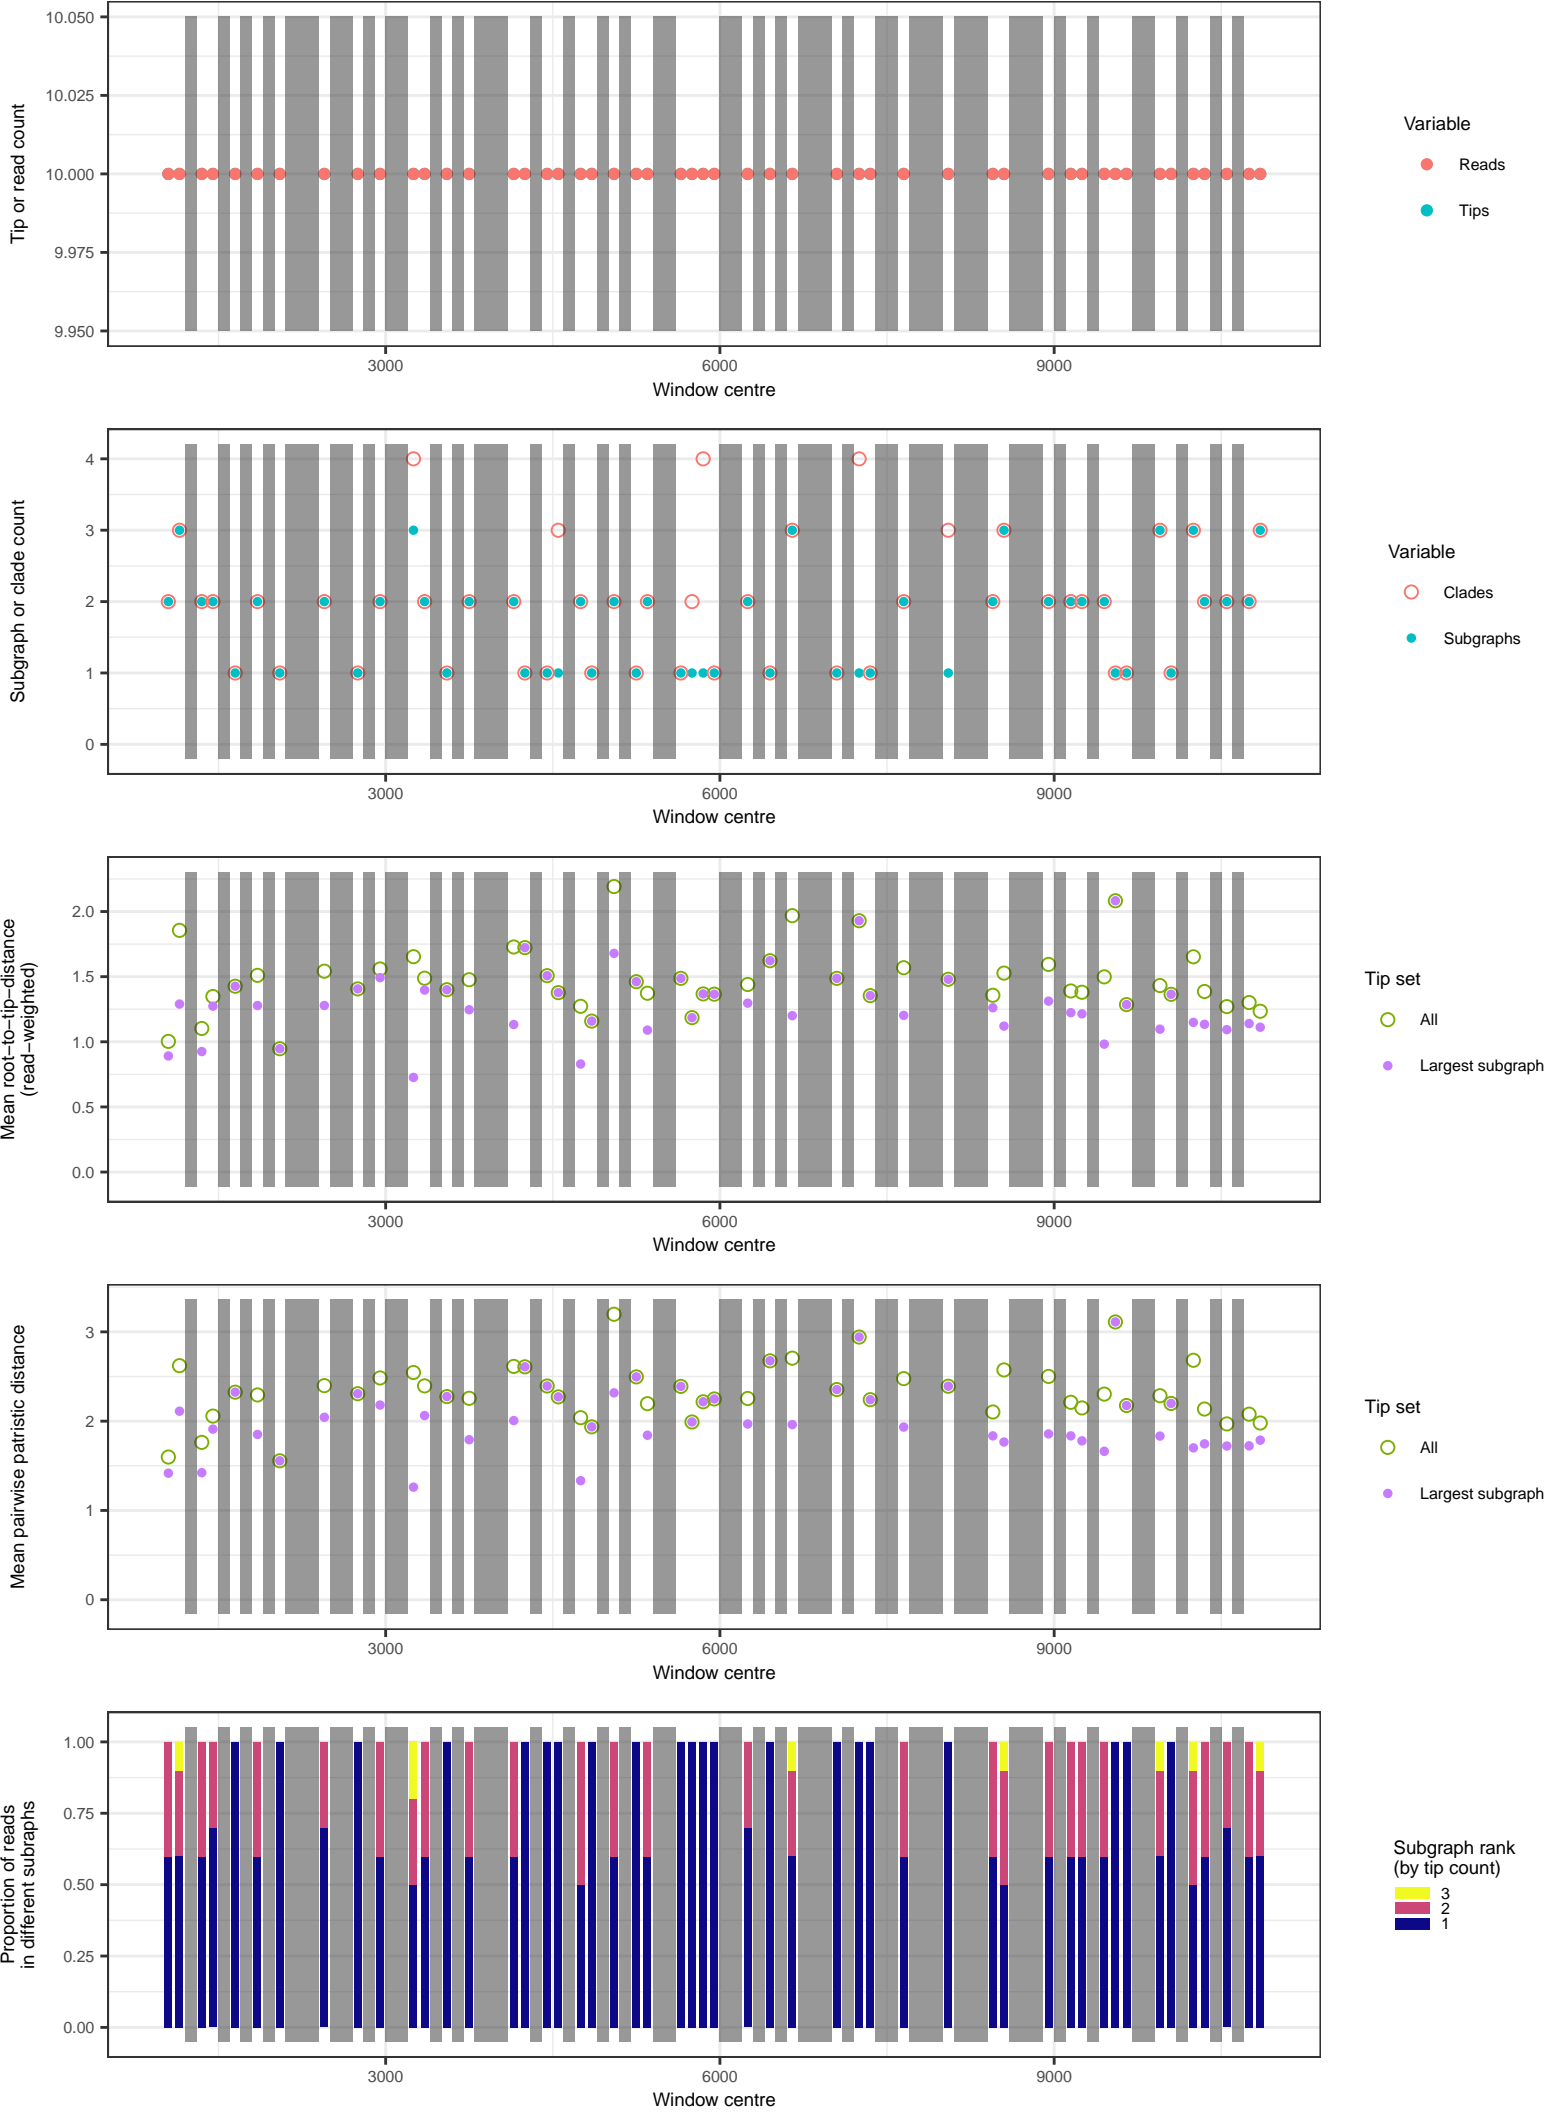 10.050
10.025
10.000
9.975
9.950
Tip or read count
3000
6000
9000
Window centre
Variable
Reads
Tips
4
3
2
1
0
Subgraph or clade count
3000
6000
9000
Window centre
Variable
Clades
Subgraphs
2.0
1.5
1.0
0.5
0.0
Mean root−to−tip−distance
(read−weighted)
3000
6000
9000
Window centre
Tip set
All
Largest subgraph
3
2
1
0
Mean pairwise patristic distance
3000
6000
9000
Window centre
Tip set
All
Largest subgraph
1.00
0.75
0.50
0.25
0.00
Proportion of reads
in different subraphs
3000
6000
9000
Window centre
Subgraph rank
(by tip count)
3
2
1